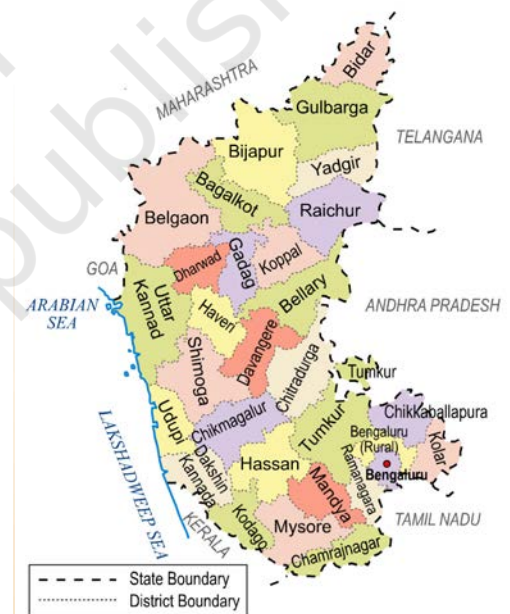 publish
Bidar
MAHARASHTRA
Gulbarga
TELANGANA
Bijapur
Yadgir
Bagalkot
Belgaon
Raichur
Gadag
Koppal
Dharwad
GOA
Uttar
Kannad
Bellary
ARABIAN
SEA
ANDHRA PRADESH
Haveri
Davangere
Shimoga
Chitradurga
Tumkur
Chikkaballapura
Udupi
Chikmagalur
Tumkur
Bengaluru
(Rural)
Kolar
LAKSHADWEEP SEA
Dakshin
Kannada
Hassan
Ramanagara
Bengaluru
Mandya
KERALA
Kodago
Mysore
TAMIL NADU
Chamrajnagar
State Boundary
District Boundary